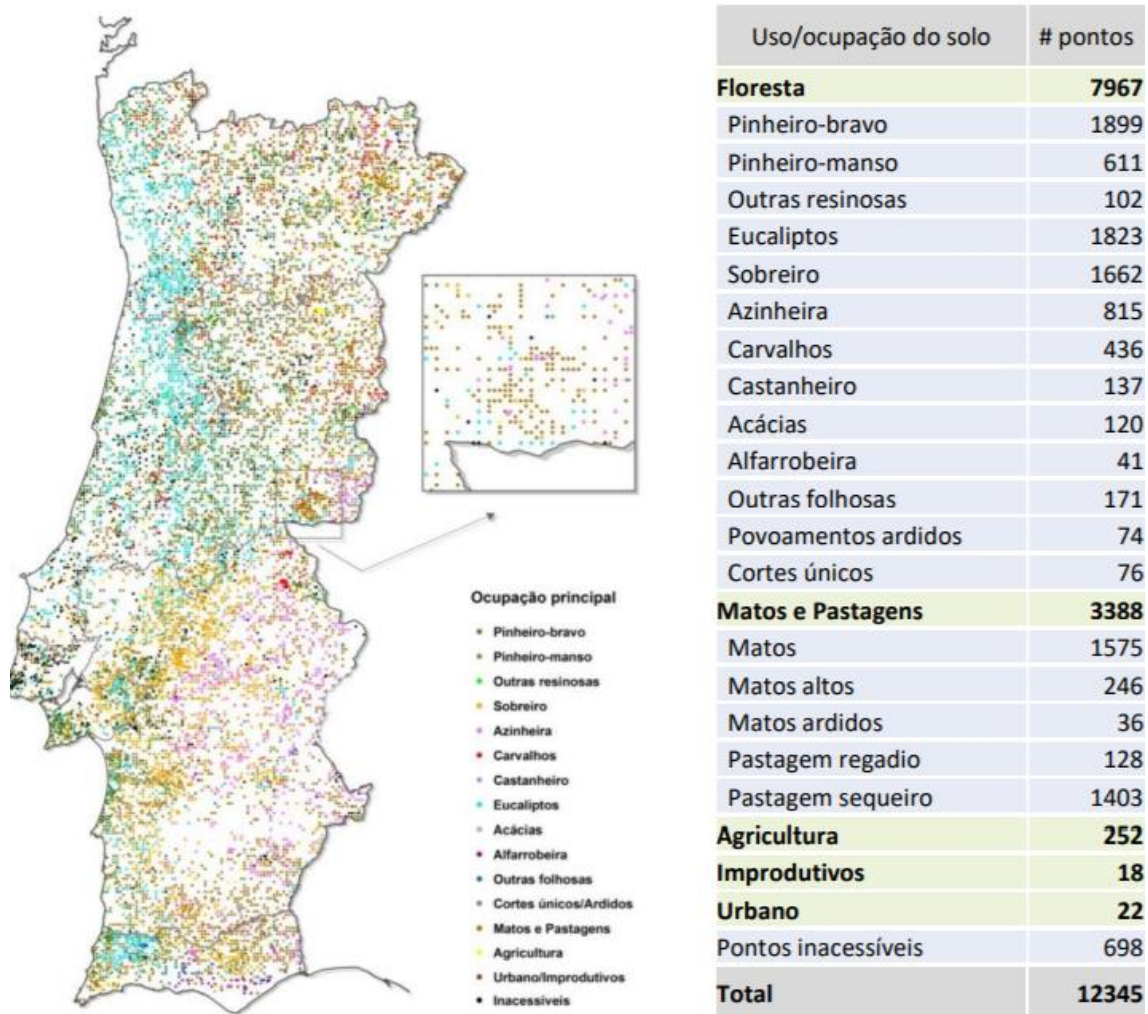 Ocupação principal
Pinheiro-bravo
Pinheiro-manso
Outras resinosas
Sobreiro
Azinheira
Carvalhos
Castanheiro
Eucaliptos
Acácias
Alfarrobeira
Outras folhosas
Cortes únicos/Ardidos
Matos e Pastagens
Agricultura
Urbano/Improdutivos
Inacessíveis
Uso/ocupação do solo # pontos
Floresta 7967
Pinheiro-bravo 1899
Pinheiro-manso 611
Outras resinosas 102
Eucaliptos 1823
Sobreiro 1662
Azinheira 815
Carvalhos 436
Castanheiro 137
Acácias 120
Alfarrobeira 41
Outras folhosas 171
Povoamentos ardidos 74
Cortes únicos 76
Matos e Pastagens 3388
Matos 1575
Matos altos 246
Matos ardidos 36
Pastagem regadio 128
Pastagem sequeiro 1403
Agricultura 252
Improdutivos 18
Urbano 22
Pontos inacessíveis 698
Total 12345